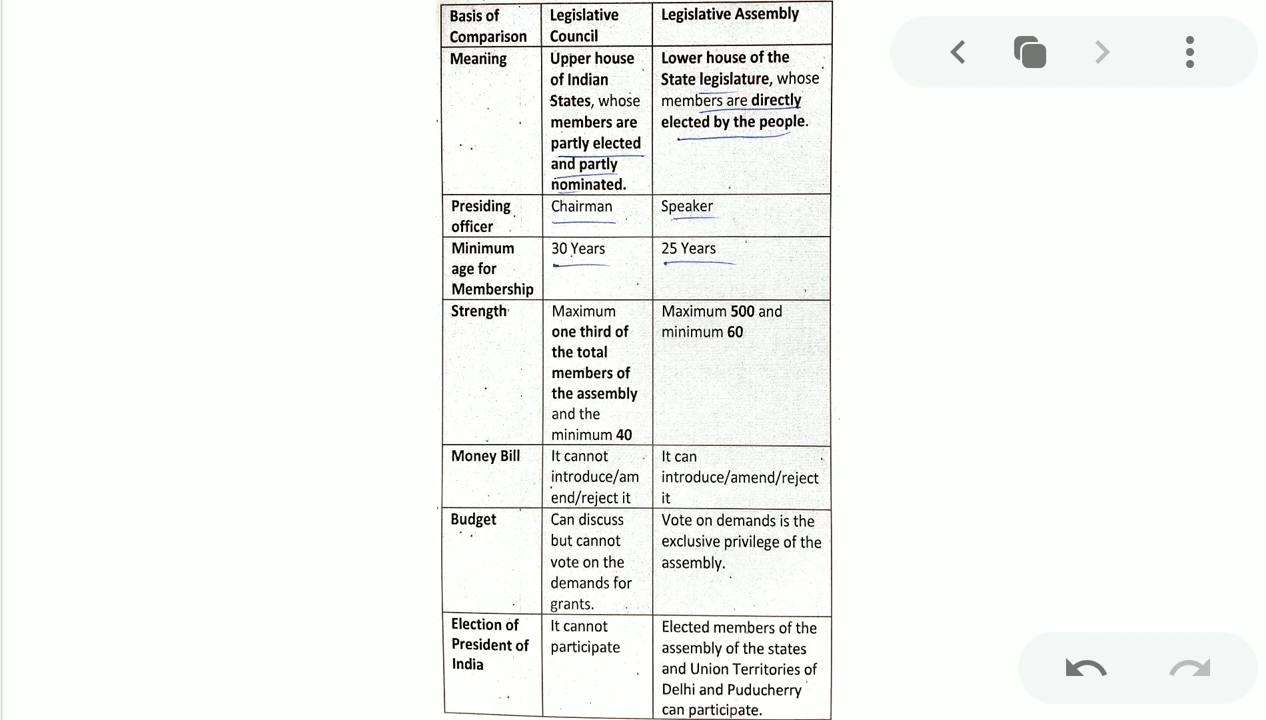 Basis of
Comparison
Legislative
Council
Legislative Assembly
Meaning
Upper house
of Indian
States, whose
members are
partly elected
and partly
nominated.
Lower house of the
State legislature, whose
members are directly
elected by the people.
Presiding
officer
Chairman
Speaker
Minimum
age for
Membership
30 Years
25 Years
Strength
Maximum
one third of
the total
members of
the assembly
and the
minimum 40
Maximum 500 and
minimum 60
Money Bill
It cannot
introduce/am
end/reject it
It can
introduce/amend/reject
it
Budget
Can discuss
but cannot
vote on the
demands for
grants.
Vote on demands is the
exclusive privilege of the
assembly.
Election of
President of
India
It cannot
participate
Elected members of the
assembly of the states
and Union Territories of
Delhi and Puducherry
can participate.